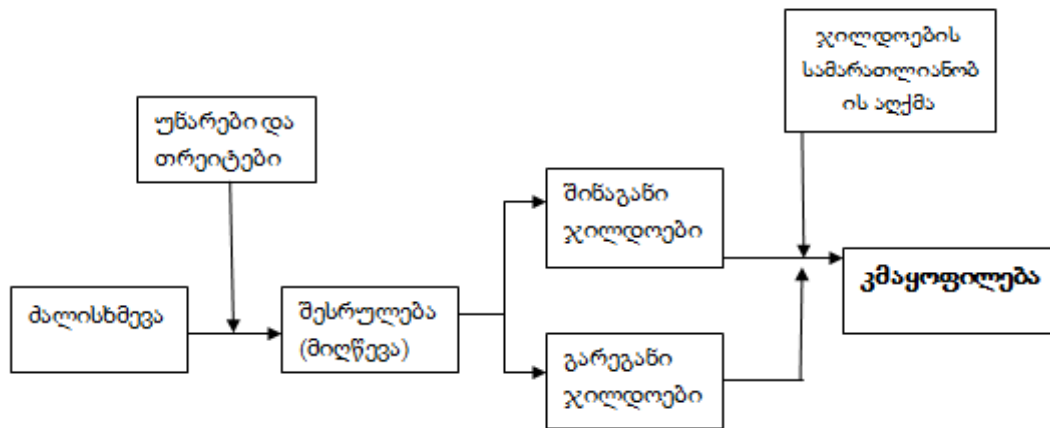 ჯილდოების
სამართლიანობ
ის აღქმა
უნარები და
თრეიტები
შინაგანი
ჯილდოები
კმაყოფილება
ძალისხმევა
შესრულება
(მიღწევა)
გარეგანი
ჯილდოები